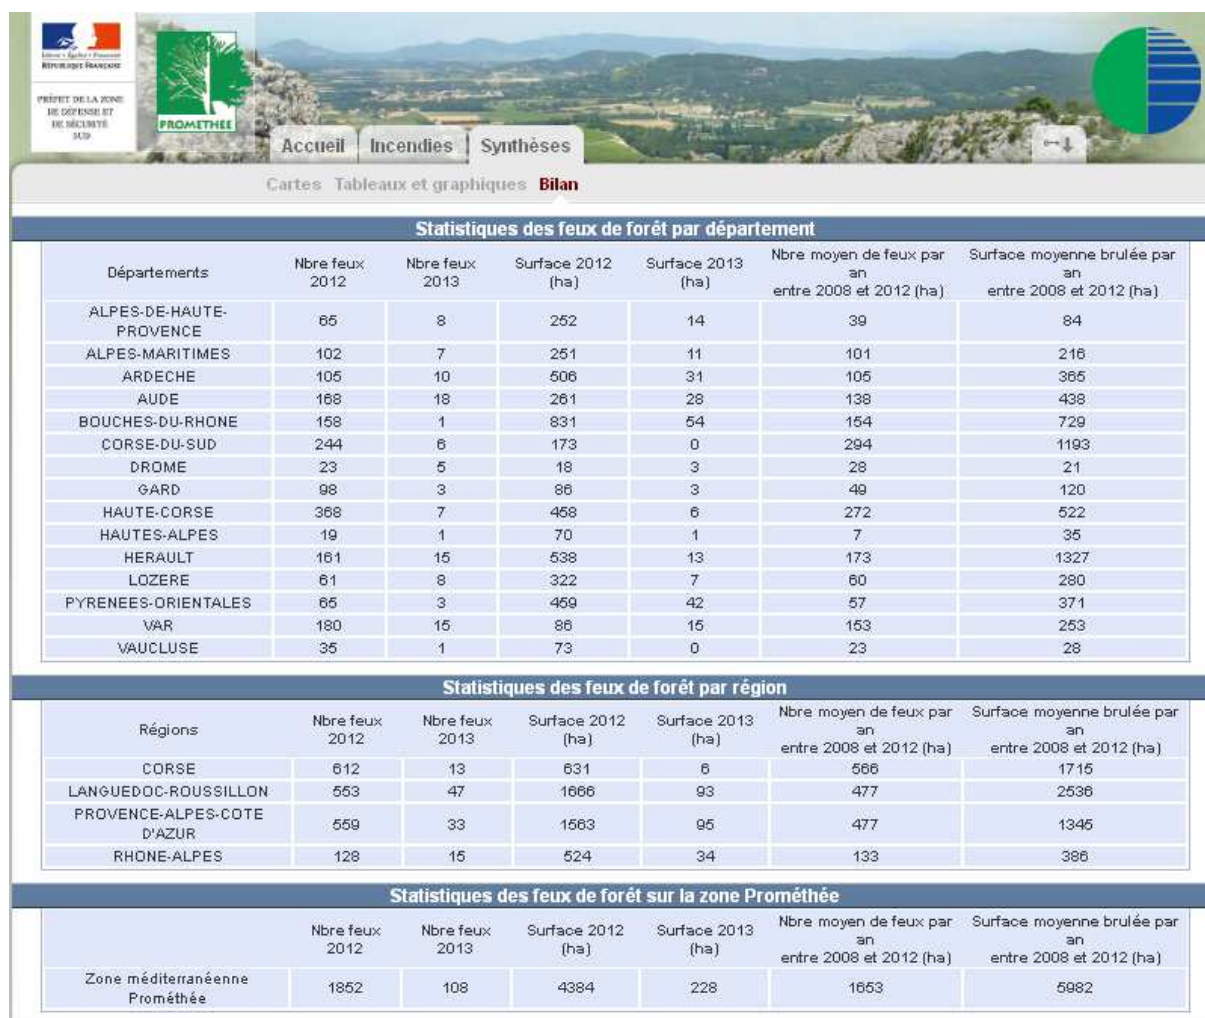 Liberté • Égalité • Fraternité
RÉPUBLIQUE FRANÇAISE
PRÉFET DE LA ZONE
DE DÉFENSE ET
DE SÉCURITÉ
SUD
PROMETHEE
Accueil Incendies Synthèses
Cartes Tableaux et graphiques Bilan
Statistiques des feux de forêt par département
Départements Nbre feux 2012 Nbre feux 2013 Surface 2012 (ha) Surface 2013 (ha) Nbre moyen de feux par an entre 2008 et 2012 (ha) Surface moyenne brulée par an entre 2008 et 2012 (ha)
ALPES-DE-HAUTE-PROVENCE 65 8 252 14 39 84
ALPES-MARITIMES 102 7 251 11 101 216
ARDECHE 105 10 506 31 105 365
AUDE 168 18 261 28 138 438
BOUCHES-DU-RHONE 158 1 831 54 154 729
CORSE-DU-SUD 244 6 173 0 294 1193
DROME 23 5 18 3 28 21
GARD 98 3 86 3 49 120
HAUTE-CORSE 368 7 458 6 272 522
HAUTES-ALPES 19 1 70 1 7 35
HERAULT 161 15 538 13 173 1327
LOZERE 61 8 322 7 60 280
PYRENEES-ORIENTALES 65 3 459 42 57 371
VAR 180 15 86 15 153 253
VAUCLUSE 35 1 73 0 23 28
Statistiques des feux de forêt par région
Régions Nbre feux 2012 Nbre feux 2013 Surface 2012 (ha) Surface 2013 (ha) Nbre moyen de feux par an entre 2008 et 2012 (ha) Surface moyenne brulée par an entre 2008 et 2012 (ha)
CORSE 612 13 631 6 566 1715
LANGUEDOC-ROUSSILLON 553 47 1666 93 477 2536
PROVENCE-ALPES-COTE D'AZUR 559 33 1563 95 477 1345
RHONE-ALPES 128 15 524 34 133 386
Statistiques des feux de forêt sur la zone Prométhée
Nbre feux 2012 Nbre feux 2013 Surface 2012 (ha) Surface 2013 (ha) Nbre moyen de feux par an entre 2008 et 2012 (ha) Surface moyenne brulée par an entre 2008 et 2012 (ha)
Zone méditerranéenne Prométhée 1852 108 4384 228 1653 5982